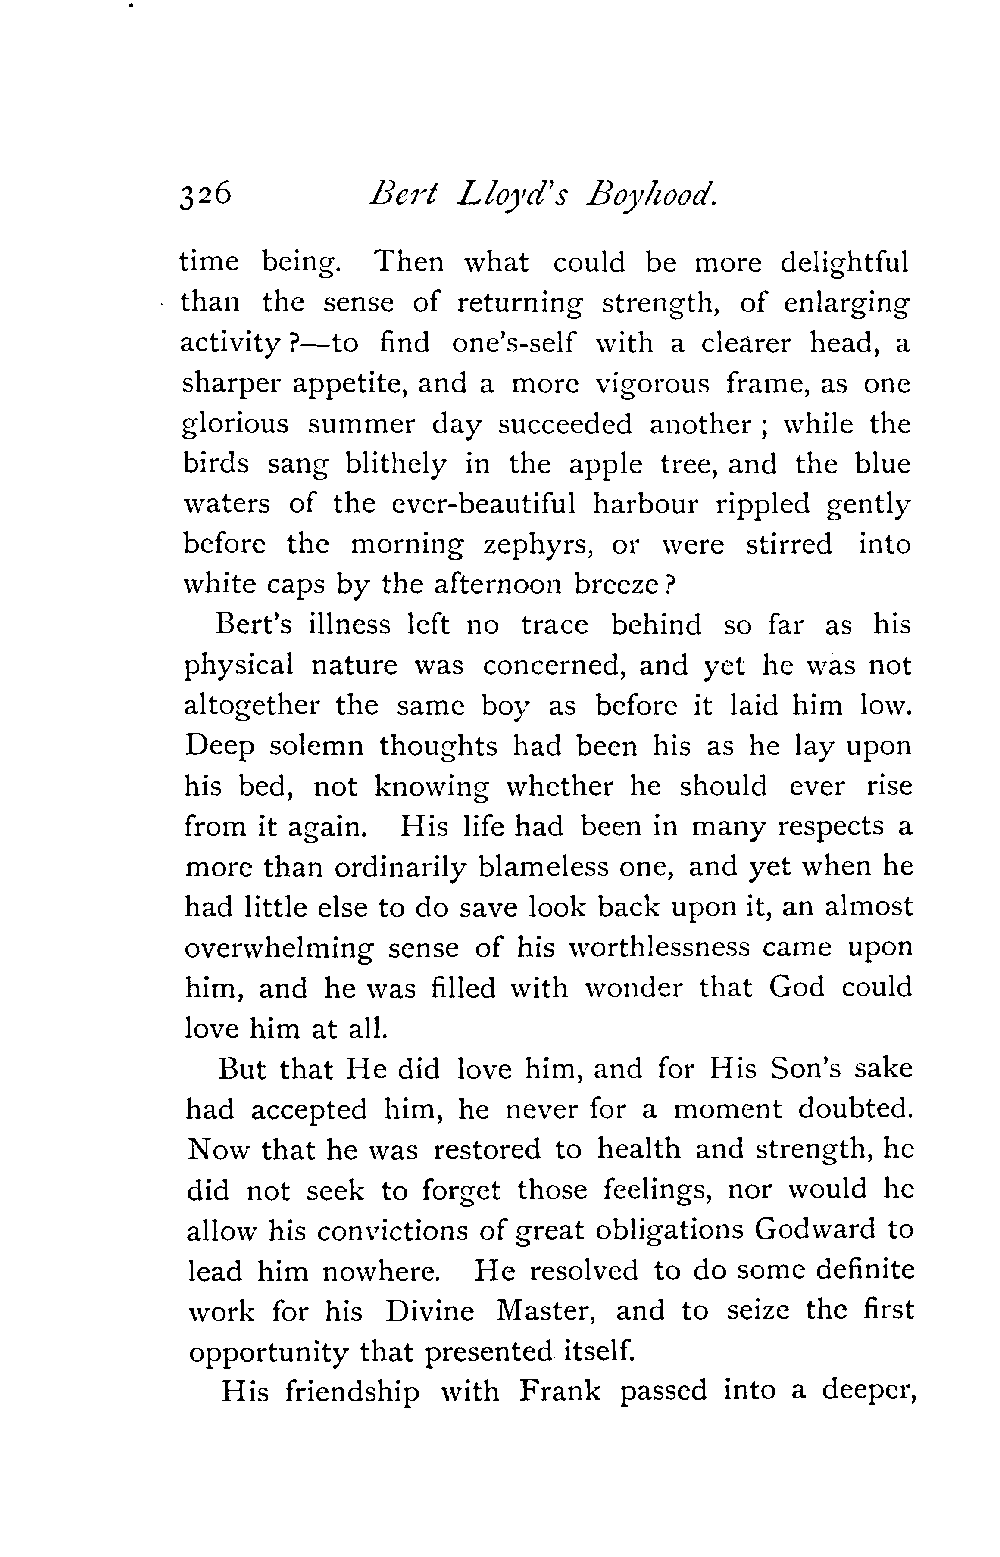 326 Bert Lloyd's Boyhood.
time being. Then what could be more delightful
than the sense of returning strength, of enlarging
activity ?—to find one's-self with a clearer head, a
sharper appetite, and a more vigorous frame, as one
glorious summer day succeeded another ; while the
birds sang blithely in the apple tree, and the blue
waters of the ever-beautiful harbour rippled gently
before the morning zephyrs, or were stirred into
white caps by the afternoon breeze ?
Bert's illness left no trace behind so far as his
physical nature was concerned, and yet he was not
altogether the same boy as before it laid him low.
Deep solemn thoughts had been his as he lay upon
his bed, not knowing whether he should ever rise
from it again. His life had been in many respects a
more than ordinarily blameless one, and yet when he
had little else to do save look back upon it, an almost
overwhelming sense of his worthlessness came upon
him, and he was filled with wonder that God could
love him at all.
But that He did love him, and for His Son's sake
had accepted him, he never for a moment doubted.
Now that he was restored to health and strength, he
did not seek to forget those feelings, nor would he
allow his convictions of great obligations Godward to
lead him nowhere. He resolved to do some definite
work for his Divine Master, and to seize the first
opportunity that presented itself.
His friendship with Frank passed into a deeper,